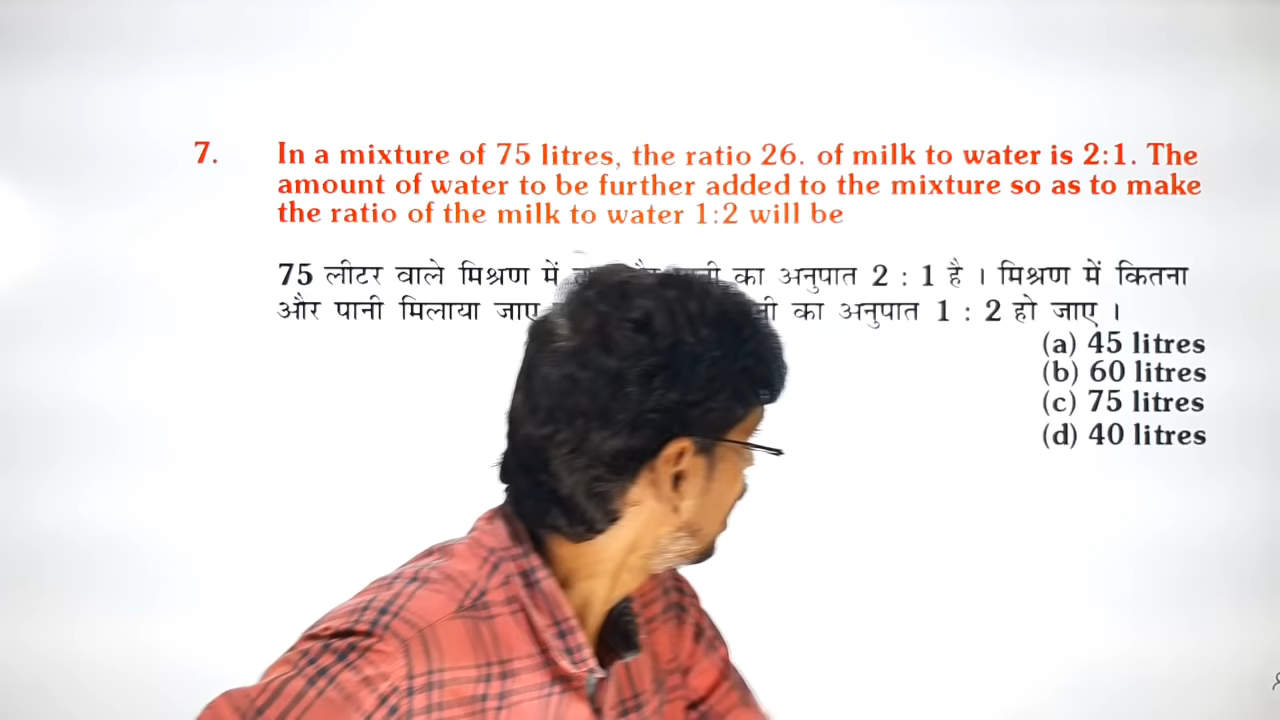 7. In a mixture of 75 litres, the ratio 26. of milk to water is 2:1. The
amount of water to be further added to the mixture so as to make
the ratio of the milk to water 1:2 will be
75 लीटर वाले मिश्रण में का अनुपात 2 : 1 है । मिश्रण में कितना
और पानी मिलाया जाए का अनुपात 1 : 2 हो जाए ।
(a) 45 litres
(b) 60 litres
(c) 75 litres
(d) 40 litres